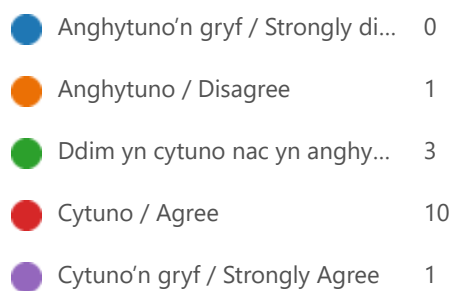 Anghytuno'n gryf / Strongly di... 0
Anghytuno / Disagree 1
Ddim yn cytuno nac yn anghy... 3
Cytuno / Agree 10
Cytuno'n gryf / Strongly Agree 1